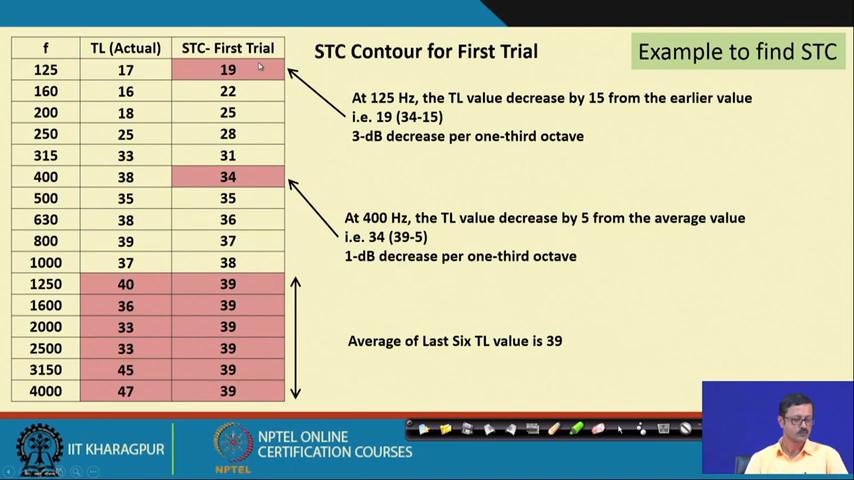 Example to find STC
STC Contour for First Trial
f TL (Actual) STC- First Trial
125 17 19
160 16 22
200 18 25
250 25 28
315 33 31
400 38 34
500 35 35
630 38 36
800 39 37
1000 37 38
1250 40 39
1600 36 39
2000 33 39
2500 33 39
3150 45 39
4000 47 39
At 125 Hz, the TL value decrease by 15 from the earlier value
i.e. 19 (34-15)
3-dB decrease per one-third octave
At 400 Hz, the TL value decrease by 5 from the average value
i.e. 34 (39-5)
1-dB decrease per one-third octave
Average of Last Six TL value is 39
IIT KHARAGPUR
NPTEL
NPTEL ONLINE
CERTIFICATION COURSES